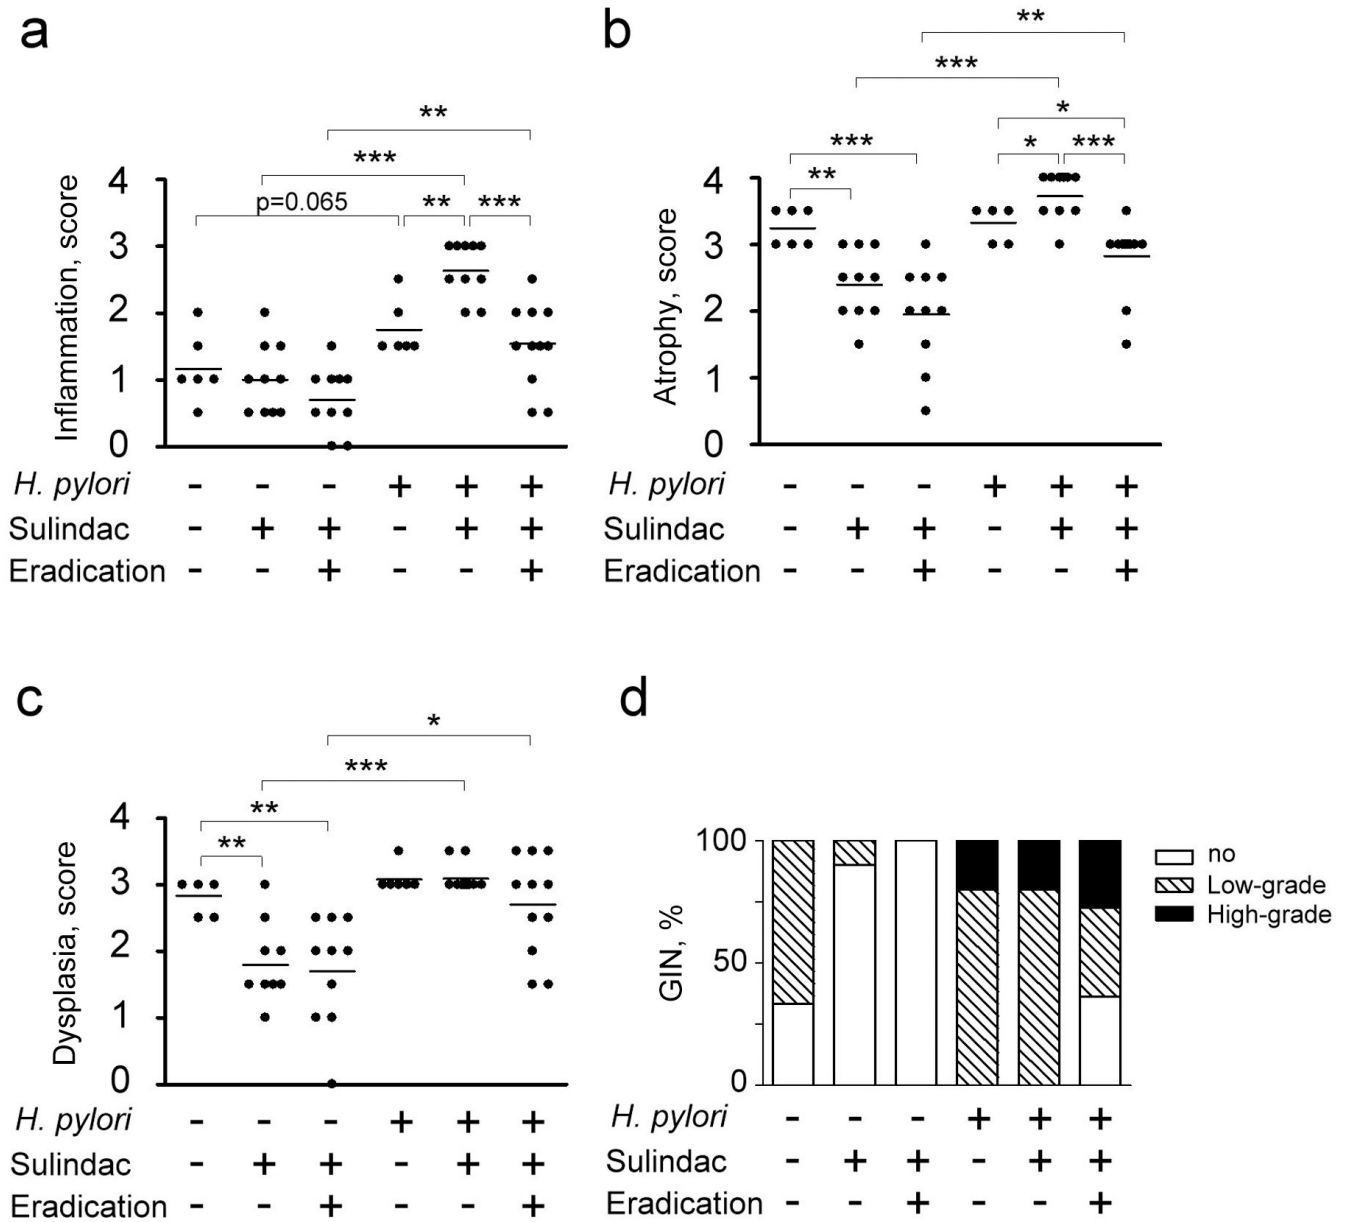 a
**
***
p=0.065
** ***
Inflammation, score
4
3
2
1
0
H. pylori - - - + + +
Sulindac - + + - + +
Eradication - - + - - +
b
**
***
*
*** * ***
**
Atrophy, score
4
3
2
1
0
H. pylori - - - + + +
Sulindac - + + - + +
Eradication - - + - - +
c
*
***
**
**
Dysplasia, score
4
3
2
1
0
H. pylori - - - + + +
Sulindac - + + - + +
Eradication - - + - - +
d
GIN, %
100
50
0
no
Low-grade
High-grade
H. pylori - - - + + +
Sulindac - + + - + +
Eradication - - + - - +